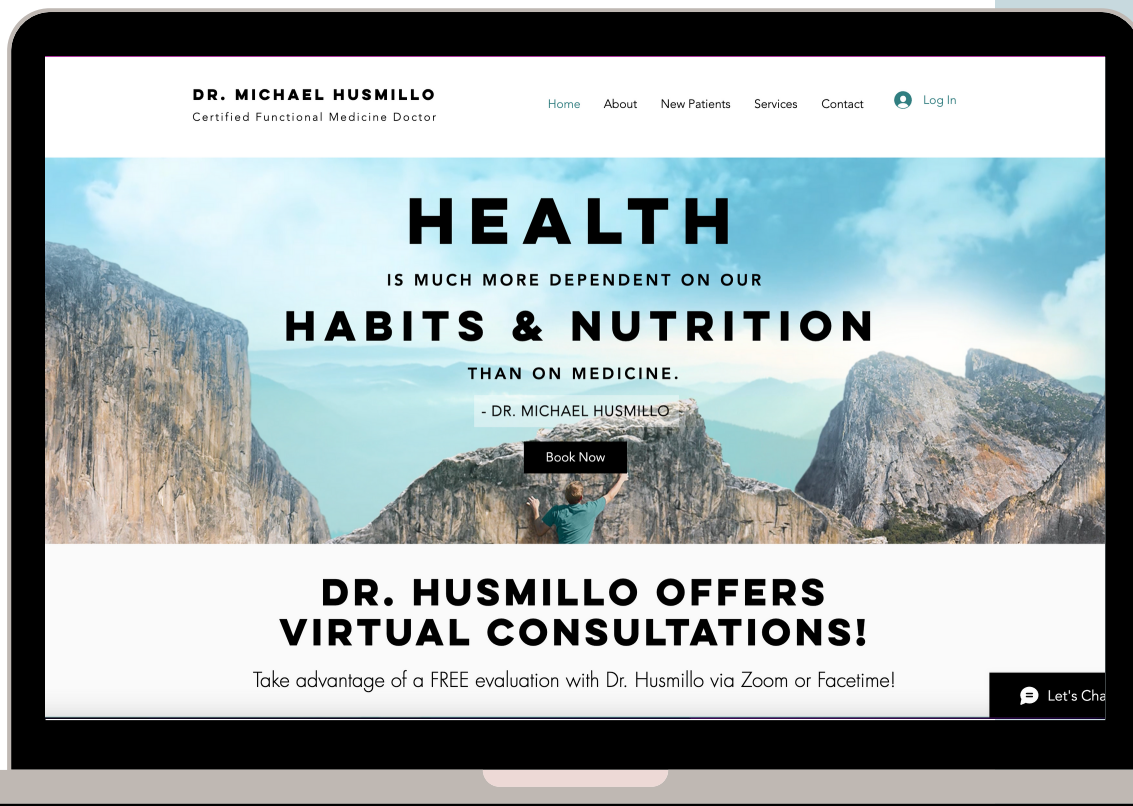 DR. MICHAEL HUSMILLO
Certified Functional Medicine Doctor
Home About New Patients Services Contact Log In
HEALTH
IS MUCH MORE DEPENDENT ON OUR
HABITS & NUTRITION
THAN ON MEDICINE.
- DR. MICHAEL HUSMILLO
Book Now
DR. HUSMILLO OFFERS
VIRTUAL CONSULTATIONS!
Take advantage of a FREE evaluation with Dr. Husmillo via Zoom or Facetime!
Let's Cha